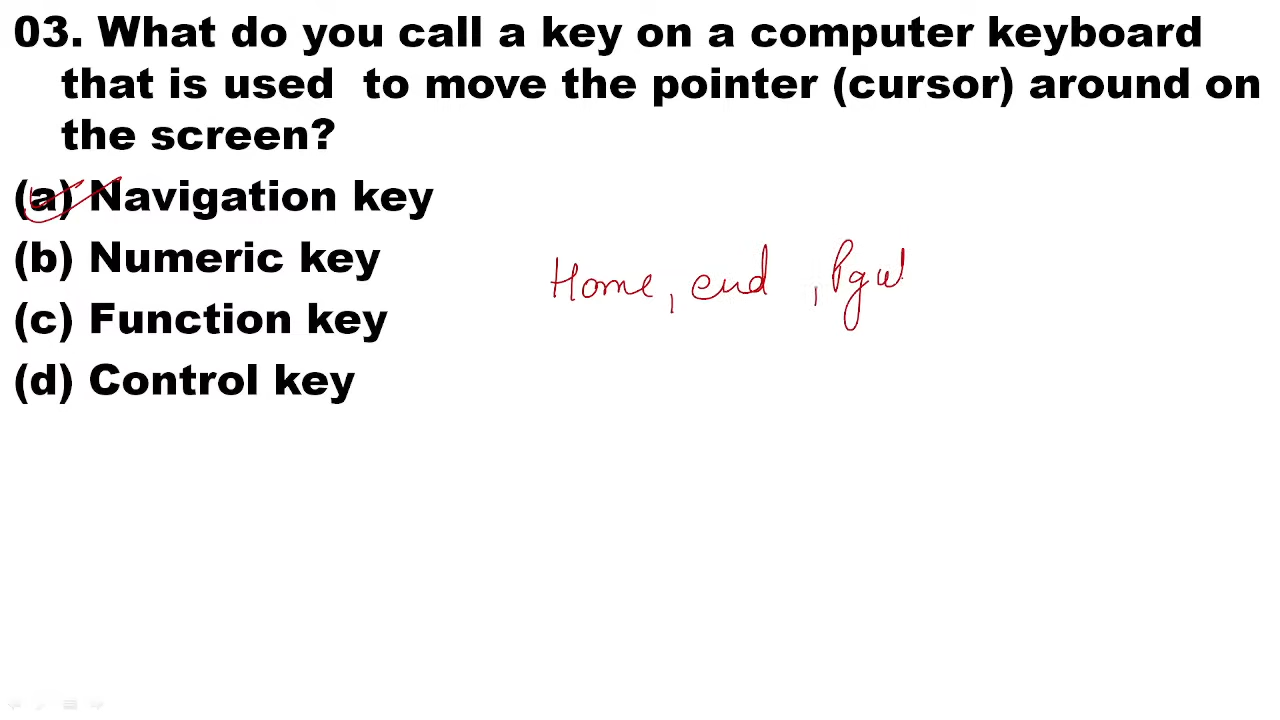 03. What do you call a key on a computer keyboard
that is used to move the pointer (cursor) around on
the screen?
(a) Navigation key
(b) Numeric key
Home, end ,
(c) Function key
(d) Control key